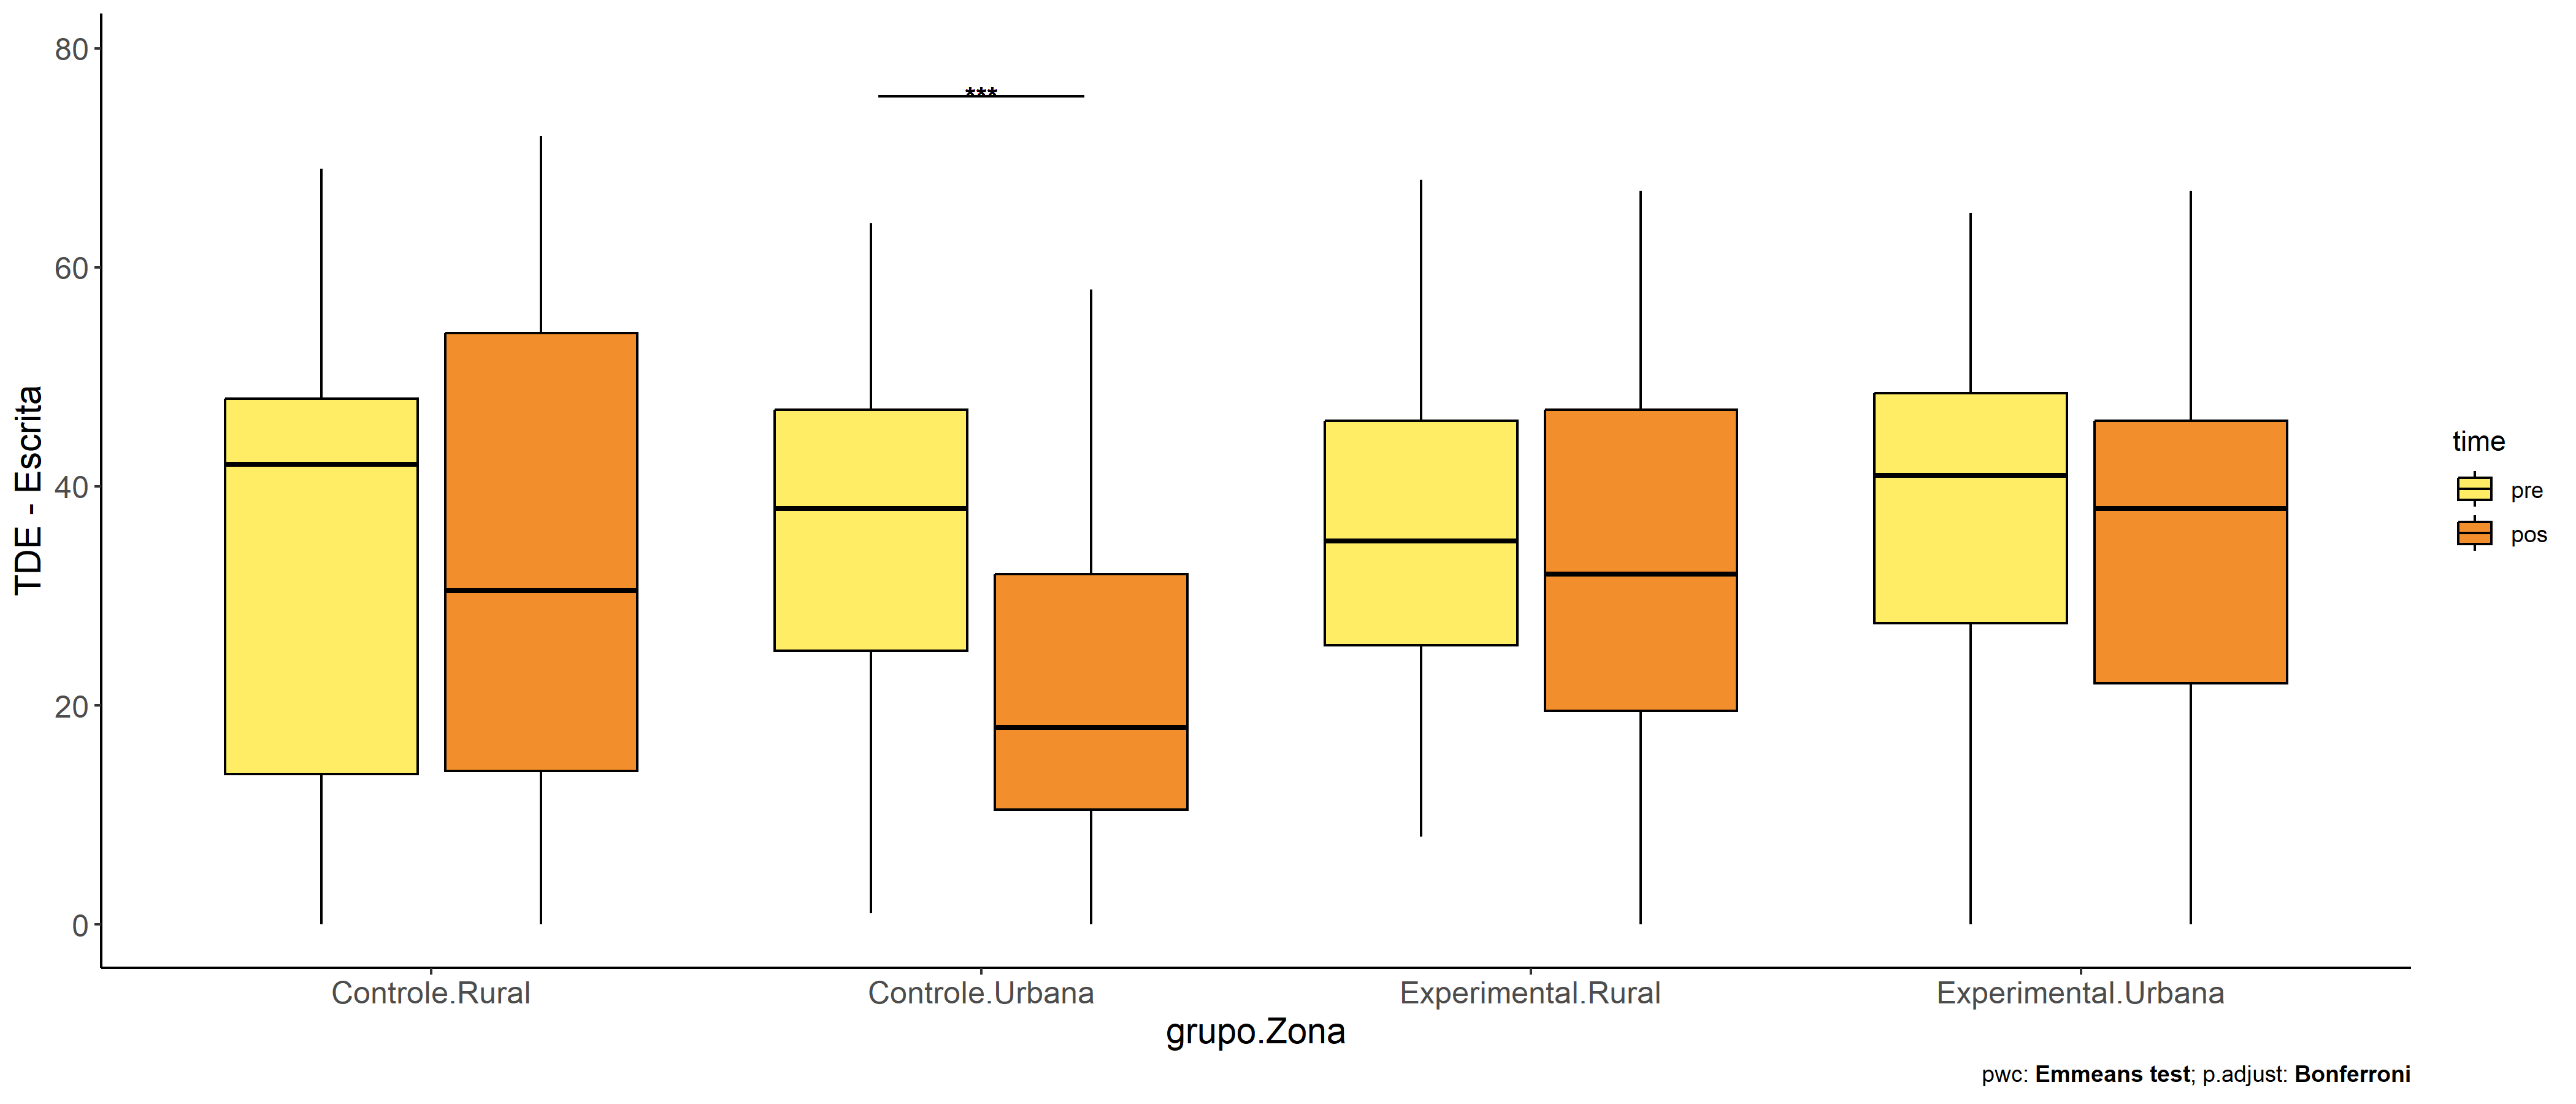 80
60
40
20
0
TDE - Escrita
***
Controle.Rural
Controle.Urbana
Experimental.Rural
Experimental.Urbana
grupo.Zona
time
pre
pos
pwc: Emmeans test; p.adjust: Bonferroni